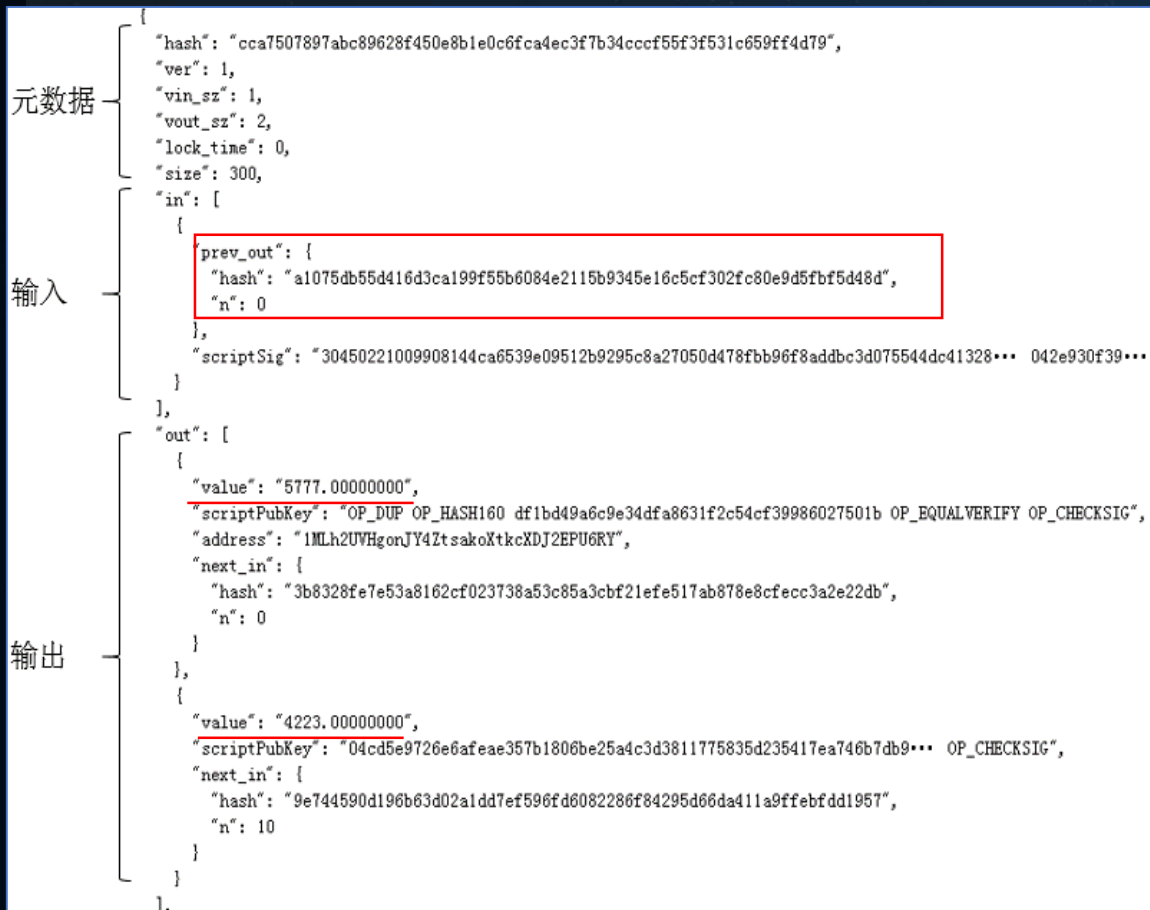 {
"hash": "cca7507897abc89628f450e8b1e0c6fca4ec3f7b34cccf55f3f531c659ff4d79",
"ver": 1,
元数据
"vin_sz": 1,
"vout_sz": 2,
"lock_time": 0,
"size": 300,
"in": [
{
"prev_out": {
"hash": "a1075db55d416d3ca199f55b6084e2115b9345e16c5cf302fc80e9d5fbf5d48d",
输入
"n": 0
},
"scriptSig": "30450221009908144ca6539e09512b9295c8a27050d478fbb96f8addbc3d075544dc41328··· 042e930f39···
}
],
"out": [
{
"value": "5777.00000000",
"scriptPubKey": "OP_DUP OP_HASH160 df1bd49a6c9e34dfa8631f2c54cf39986027501b OP_EQUALVERIFY OP_CHECKSIG",
"address": "1MLh2UVHgonJY4ZtsakoXtkcXDJ2EPU6RY",
"next_in": {
"hash": "3b8328fe7e53a8162cf023738a53c85a3cbf21efe517ab878e8cfecc3a2e22db",
"n": 0
}
输出
},
{
"value": "4223.00000000",
"scriptPubKey": "04cd5e9726e6afeae357b1806be25a4c3d3811775835d235417ea746b7db9··· OP_CHECKSIG",
"next_in": {
"hash": "9e744590d196b63d02a1dd7ef596fd6082286f84295d66da411a9ffebfdd1957",
"n": 10
}
}
],